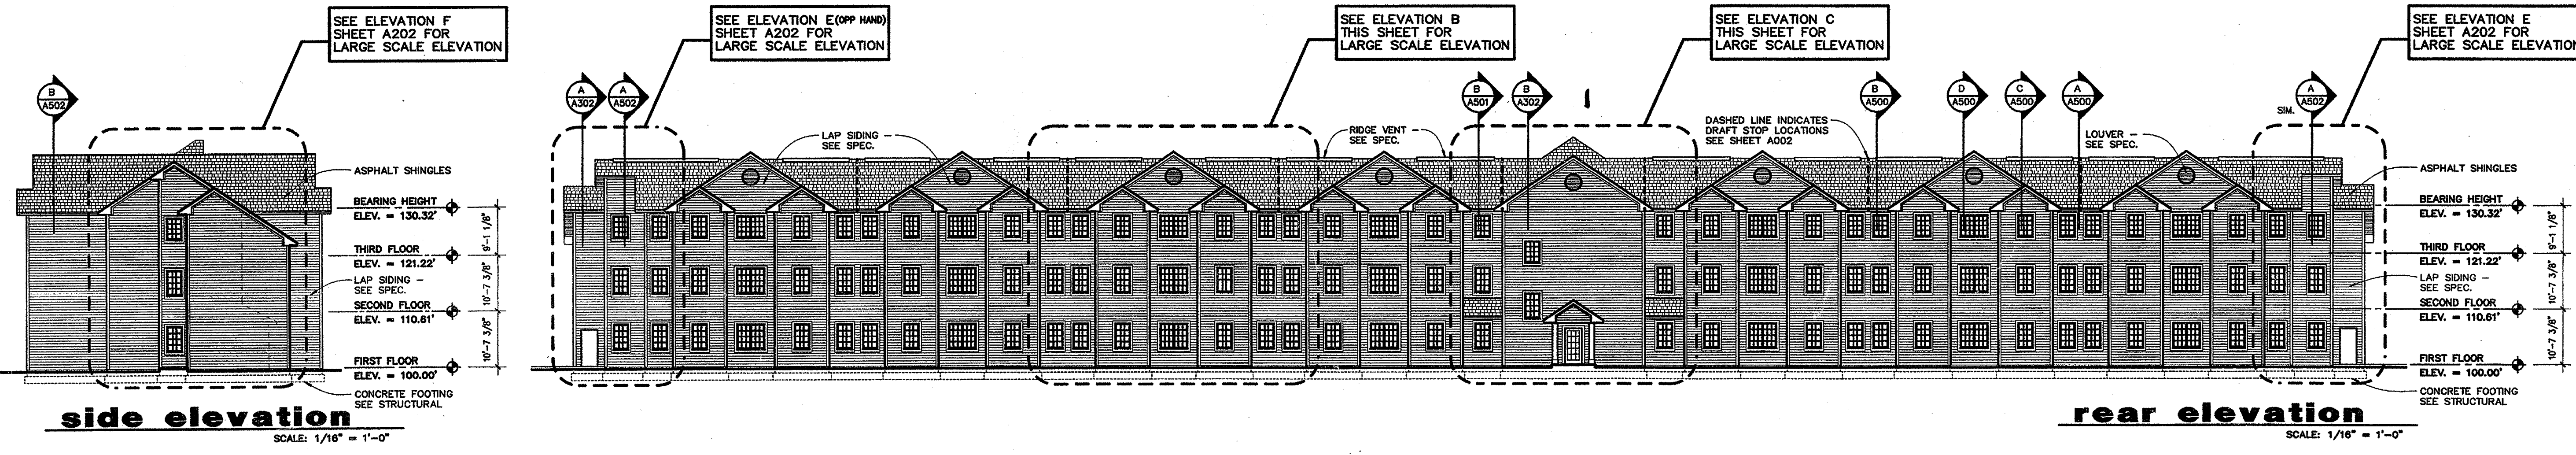 SEE ELEVATION F
SHEET A202 FOR
LARGE SCALE ELEVATION
B
A502
ASPHALT SHINGLES
BEARING HEIGHT
ELEV. = 130.32'
9'-1 1/8"
THIRD FLOOR
ELEV. = 121.22'
LAP SIDING -
SEE SPEC.
10'-7 3/8"
SECOND FLOOR
ELEV. = 110.61'
10'-7 3/8"
FIRST FLOOR
ELEV. = 100.00'
CONCRETE FOOTING
SEE STRUCTURAL
side elevation
SCALE: 1/16" = 1'-0"
SEE ELEVATION E(OPP HAND)
SHEET A202 FOR
LARGE SCALE ELEVATION
SEE ELEVATION B
THIS SHEET FOR
LARGE SCALE ELEVATION
SEE ELEVATION C
THIS SHEET FOR
LARGE SCALE ELEVATION
SEE ELEVATION E
SHEET A202 FOR
LARGE SCALE ELEVATION
A
A302
A
A502
B
A501
B
A302
B
A500
D
A500
C
A500
A
A500
SIM.
A
A502
LAP SIDING -
SEE SPEC.
RIDGE VENT -
SEE SPEC.
DASHED LINE INDICATES
DRAFT STOP LOCATIONS
SEE SHEET A002
LOUVER -
SEE SPEC.
ASPHALT SHINGLES
BEARING HEIGHT
ELEV. = 130.32'
9'-1 1/8"
THIRD FLOOR
ELEV. = 121.22'
LAP SIDING -
SEE SPEC.
10'-7 3/8"
SECOND FLOOR
ELEV. = 110.61'
10'-7 3/8"
FIRST FLOOR
ELEV. = 100.00'
CONCRETE FOOTING
SEE STRUCTURAL
rear elevation
SCALE: 1/16" = 1'-0"